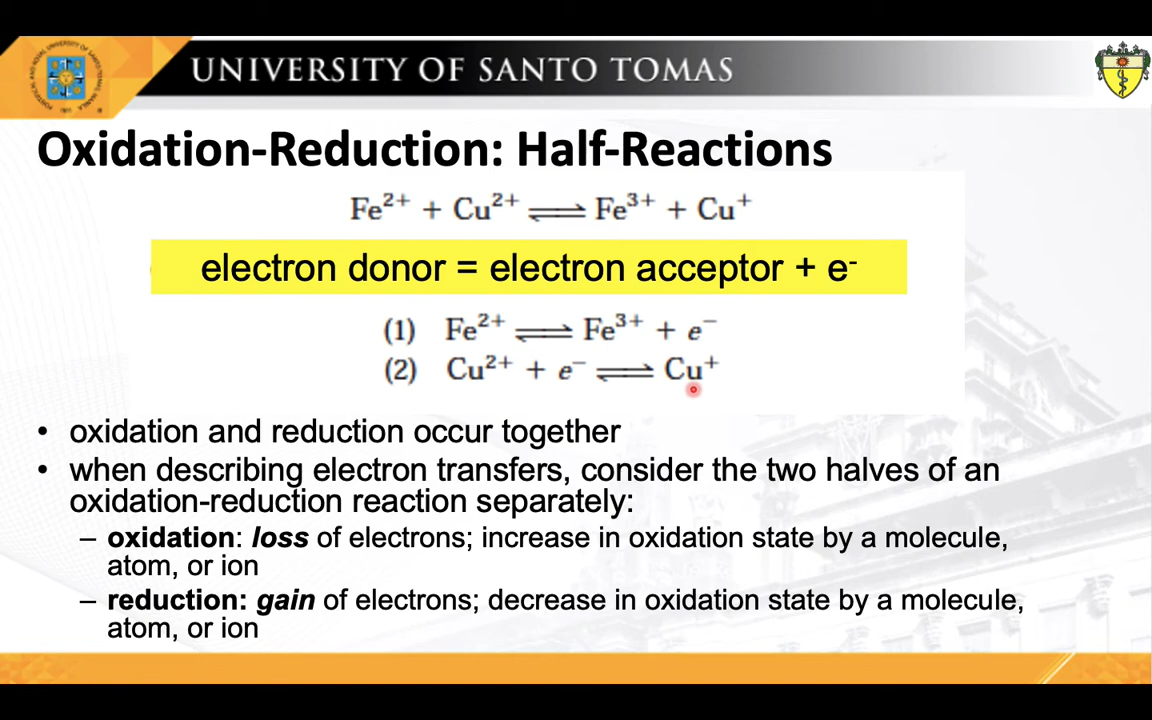 UNIVERSITY OF SANTO TOMAS
Oxidation-Reduction: Half-Reactions
Fe²⁺ + Cu²⁺ ⇌ Fe³⁺ + Cu⁺
electron donor = electron acceptor + e⁻
(1) Fe²⁺ ⇌ Fe³⁺ + e⁻
(2) Cu²⁺ + e⁻ ⇌ Cu⁺
• oxidation and reduction occur together
• when describing electron transfers, consider the two halves of an
oxidation-reduction reaction separately:
– oxidation: loss of electrons; increase in oxidation state by a molecule,
atom, or ion
– reduction: gain of electrons; decrease in oxidation state by a molecule,
atom, or ion